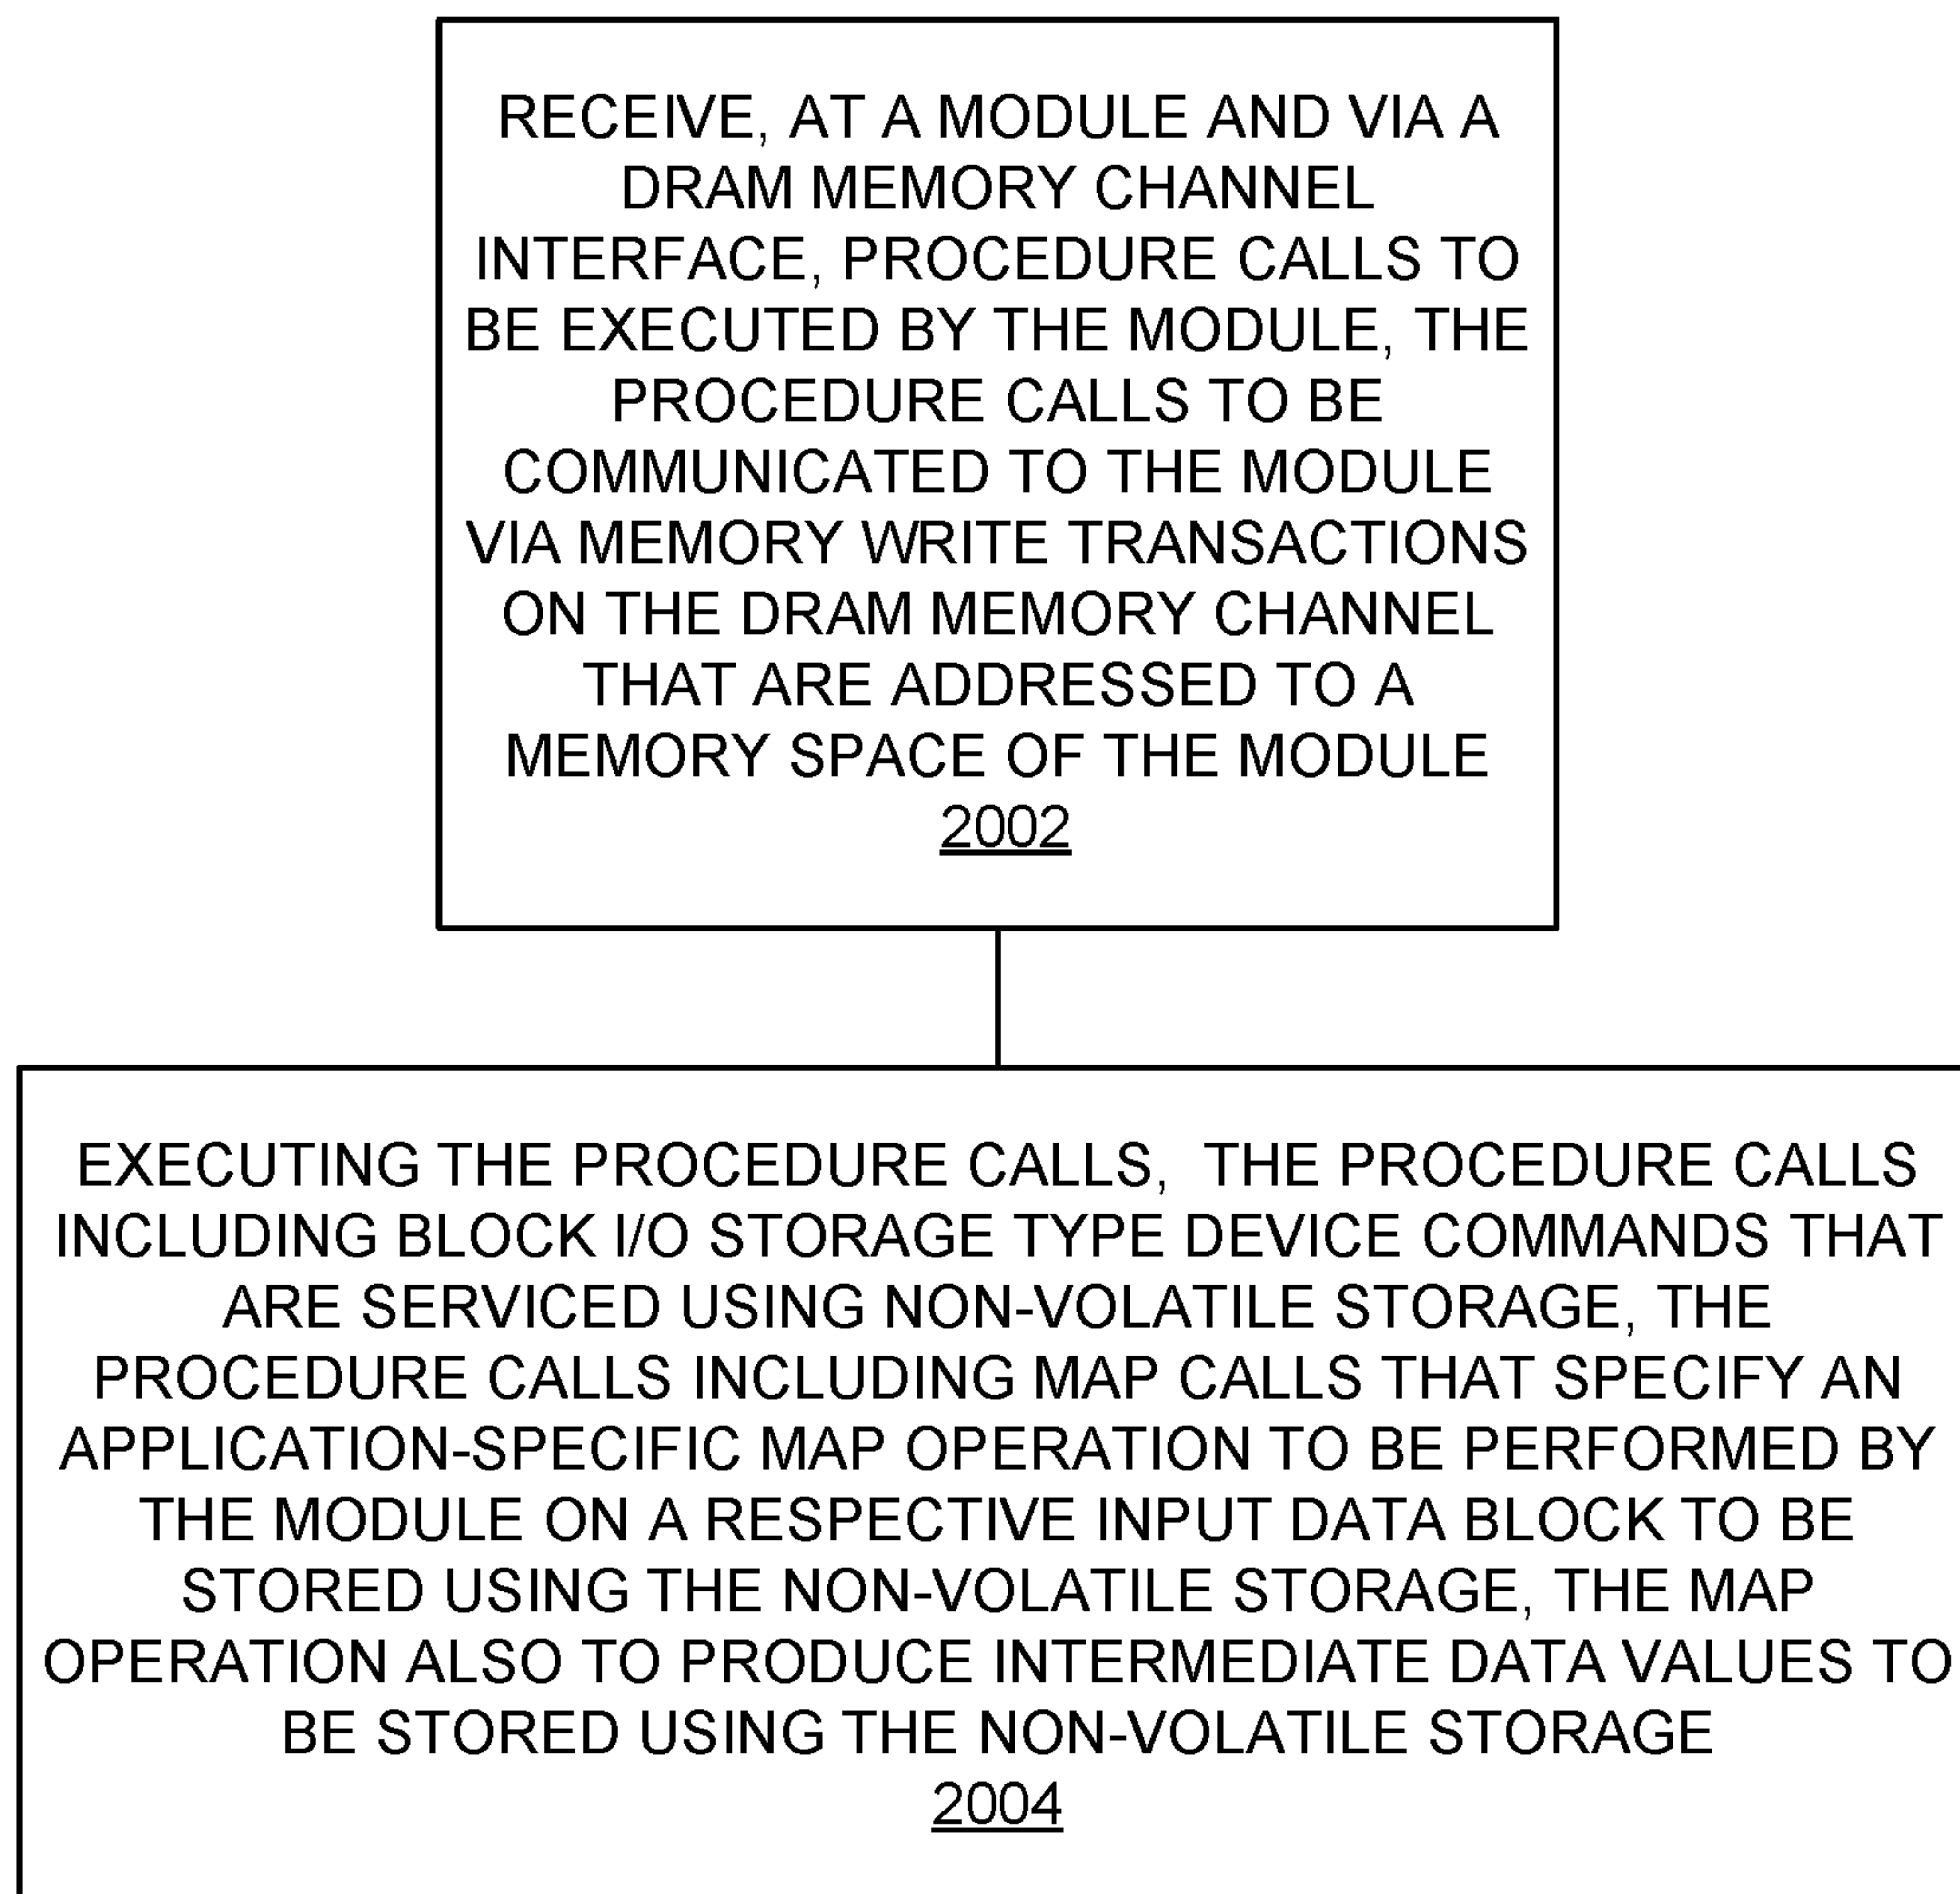 RECEIVE, AT A MODULE AND VIA A
DRAM MEMORY CHANNEL
INTERFACE, PROCEDURE CALLS TO
BE EXECUTED BY THE MODULE, THE
PROCEDURE CALLS TO BE
COMMUNICATED TO THE MODULE
VIA MEMORY WRITE TRANSACTIONS
ON THE DRAM MEMORY CHANNEL
THAT ARE ADDRESSED TO A
MEMORY SPACE OF THE MODULE
2002
EXECUTING THE PROCEDURE CALLS, THE PROCEDURE CALLS
INCLUDING BLOCK I/O STORAGE TYPE DEVICE COMMANDS THAT
ARE SERVICED USING NON-VOLATILE STORAGE, THE
PROCEDURE CALLS INCLUDING MAP CALLS THAT SPECIFY AN
APPLICATION-SPECIFIC MAP OPERATION TO BE PERFORMED BY
THE MODULE ON A RESPECTIVE INPUT DATA BLOCK TO BE
STORED USING THE NON-VOLATILE STORAGE, THE MAP
OPERATION ALSO TO PRODUCE INTERMEDIATE DATA VALUES TO
BE STORED USING THE NON-VOLATILE STORAGE
2004